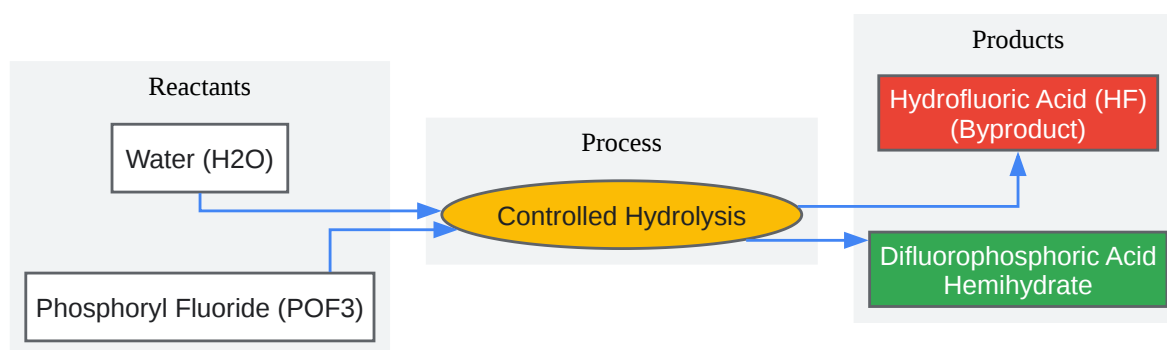 Reactants
Water (H2O)
Phosphoryl Fluoride (POF3)
Process
Controlled Hydrolysis
Products
Hydrofluoric Acid (HF)
(Byproduct)
Difluorophosphoric Acid
Hemihydrate